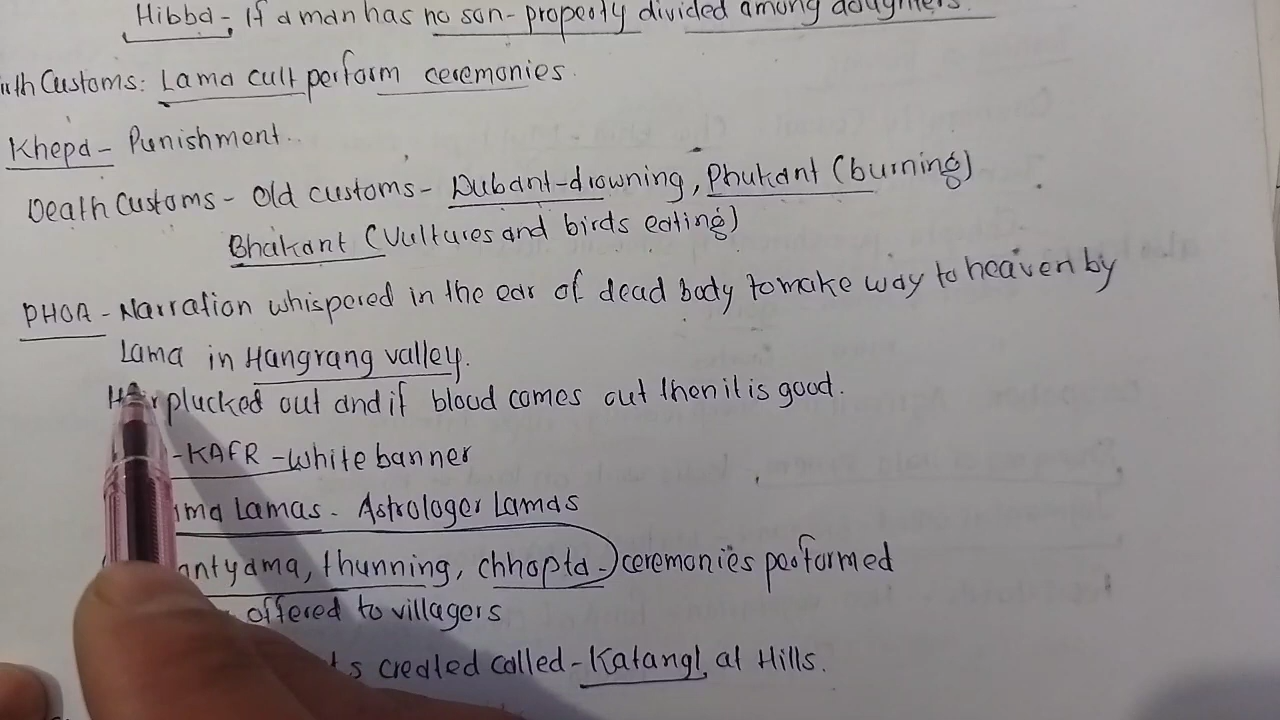 Hibba - If a man has no son - property divided among daughters.
Customs: Lama cult perform ceremonies.
Khepa - Punishment.
Death Customs - Old customs - Dubant - drowning, Phukant (burning)
Bhakant (Vultures and birds eating)
PHOA - Narration whispered in the ear of dead body to make way to heaven by
Lama in Hangrang valley.
Hair plucked out and if blood comes out then it is good.
- KAFR - white banner
Lamas - Astrologer Lamas
thunning, chhopta - ceremonies performed
offered to villagers
created called - Katangl, at Hills.